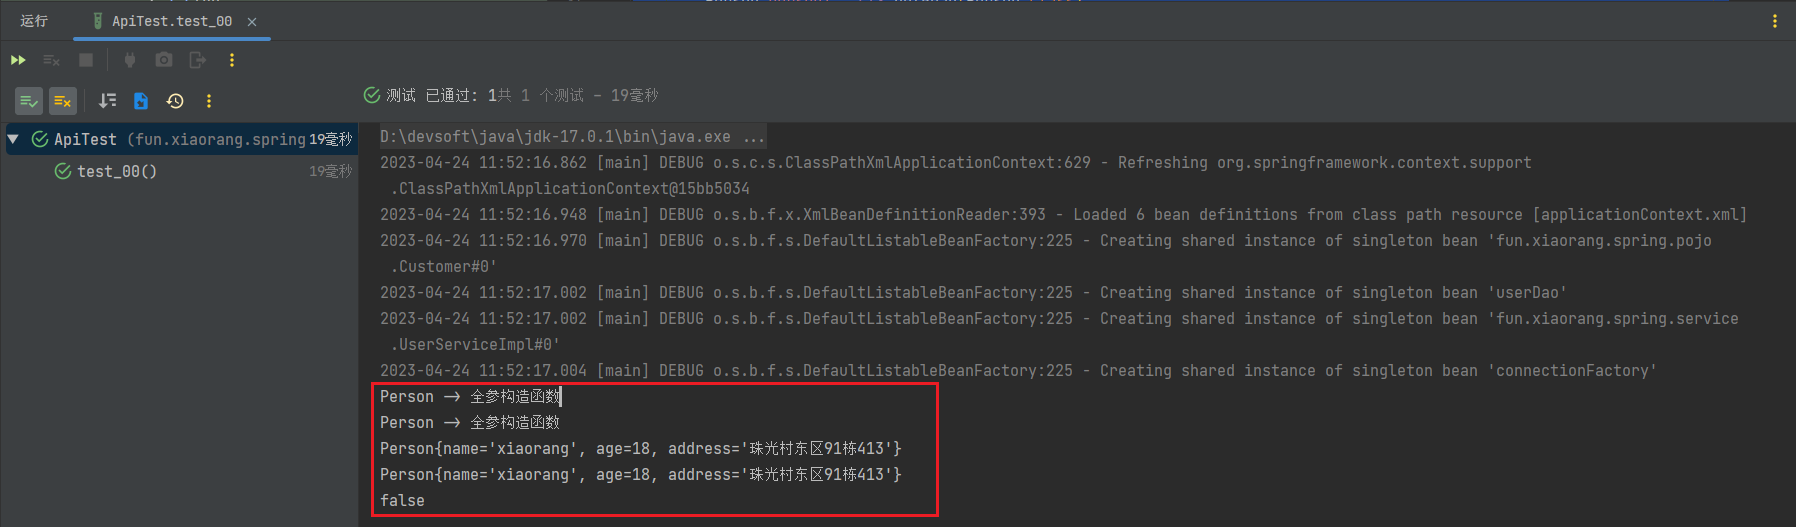 运行
ApiTest.test_00
测试 已通过: 1共 1 个测试 – 19毫秒
ApiTest (fun.xiaorang.spring 19毫秒
test_00() 19毫秒
D:\devsoft\java\jdk-17.0.1\bin\java.exe ...
2023-04-24 11:52:16.862 [main] DEBUG o.s.c.s.ClassPathXmlApplicationContext:629 - Refreshing org.springframework.context.support
.ClassPathXmlApplicationContext@15bb5034
2023-04-24 11:52:16.948 [main] DEBUG o.s.b.f.x.XmlBeanDefinitionReader:393 - Loaded 6 bean definitions from class path resource [applicationContext.xml]
2023-04-24 11:52:16.970 [main] DEBUG o.s.b.f.s.DefaultListableBeanFactory:225 - Creating shared instance of singleton bean 'fun.xiaorang.spring.pojo
.Customer#0'
2023-04-24 11:52:17.002 [main] DEBUG o.s.b.f.s.DefaultListableBeanFactory:225 - Creating shared instance of singleton bean 'userDao'
2023-04-24 11:52:17.002 [main] DEBUG o.s.b.f.s.DefaultListableBeanFactory:225 - Creating shared instance of singleton bean 'fun.xiaorang.spring.service
.UserServiceImpl#0'
2023-04-24 11:52:17.004 [main] DEBUG o.s.b.f.s.DefaultListableBeanFactory:225 - Creating shared instance of singleton bean 'connectionFactory'
Person —> 全参构造函数
Person —> 全参构造函数
Person{name='xiaorang', age=18, address='珠光村东区91栋413'}
Person{name='xiaorang', age=18, address='珠光村东区91栋413'}
false